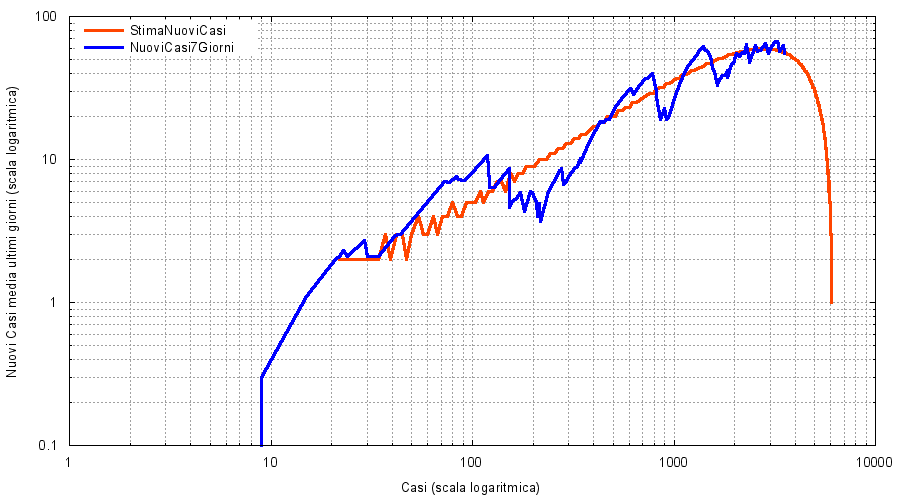 StimaNuoviCasi
NuoviCasi7Giorni
Nuovi Casi media ultimi giorni (scala logaritmica)
100
10
1
0.1
1
10
100
1000
10000
Casi (scala logaritmica)